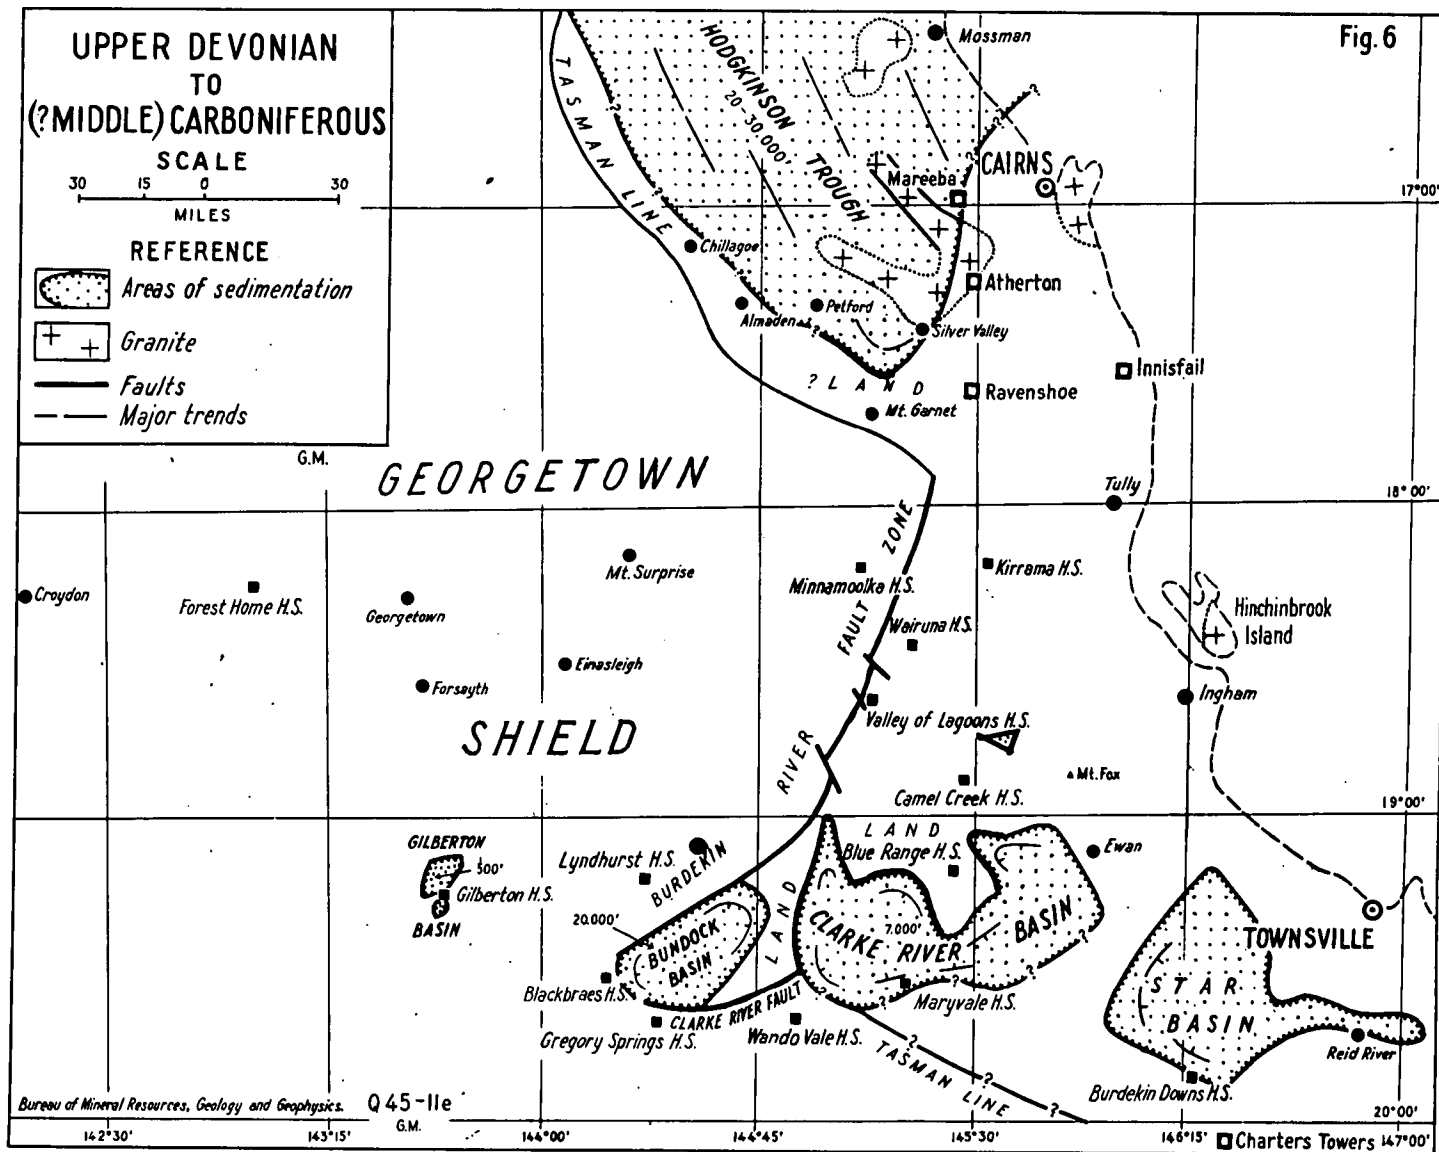 UPPER DEVONIAN
TO
(?MIDDLE) CARBONIFEROUS
SCALE
30 15 0 30
MILES
REFERENCE
Areas of sedimentation
Granite
Faults
Major trends
G.M.
Fig. 6
TASMAN LINE
HODGKINSON TROUGH
20-30,000'
Mossman
CAIRNS
Mareeba
17°00'
Chillagoe
Atherton
Almaden
Petford
Silver Valley
? LAND
Innisfail
Ravenshoe
Mt. Garnet
GEORGETOWN
SHIELD
Tully
18°00'
Croydon
Forest Home H.S.
Georgetown
Mt. Surprise
Minnamoolka H.S.
Kirrama H.S.
Hinchinbrook
Island
Einasleigh
Forsayth
Wairuna H.S.
Ingham
Valley of Lagoons H.S.
BURDEKIN RIVER FAULT ZONE
Mt. Fox
Camel Creek H.S.
19°00'
GILBERTON
500'
Gilberton H.S.
BASIN
Lyndhurst H.S.
LAND
Blue Range H.S.
Ewan
20.000'
BUNDOCK
BASIN
LAND
CLARKE RIVER BASIN
7.000'
TOWNSVILLE
STAR
BASIN
Blackbraes H.S.
Maryvale H.S.
CLARKE RIVER FAULT
Gregory Springs H.S.
Wando Vale H.S.
TASMAN LINE
Reid River
Burdekin Downs H.S.
Bureau of Mineral Resources, Geology and Geophysics. Q45-11e
G.M.
20°00'
142°30' 143°15' 144°00' 144°45' 145°30' 146°15' 147°00'
Charters Towers
? ? ? ? ? ? ? ? ? ? ? ?